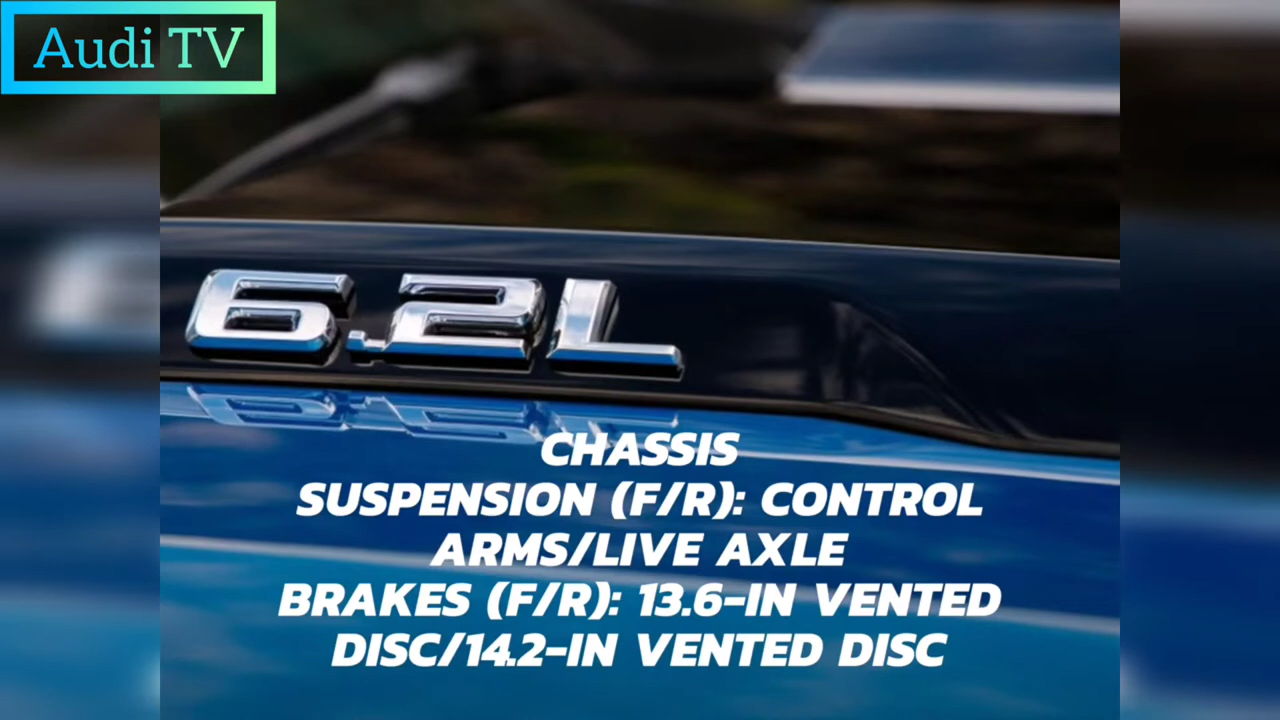 Audi TV
6.2L
CHASSIS
SUSPENSION (F/R): CONTROL
ARMS/LIVE AXLE
BRAKES (F/R): 13.6-IN VENTED
DISC/14.2-IN VENTED DISC